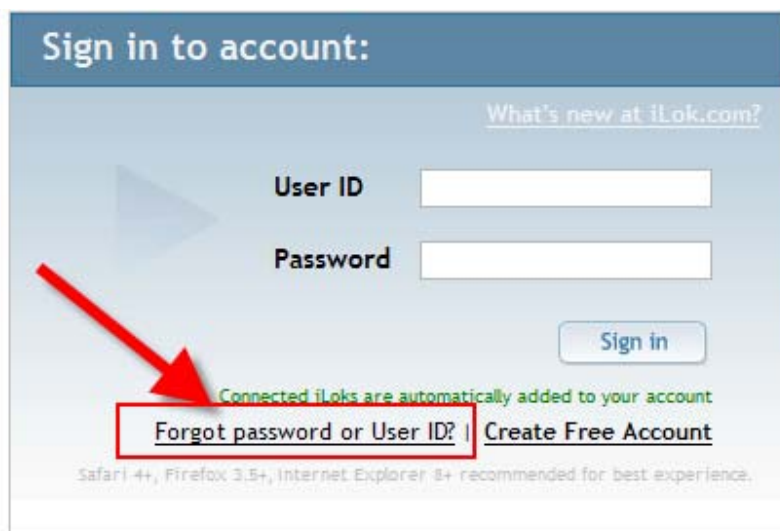 Sign in to account:
What's new at iLok.com?
User ID
Password
Sign in
Connected iLoks are automatically added to your account
Forgot password or User ID? | Create Free Account
Safari 4+, Firefox 3.5+, Internet Explorer 8+ recommended for best experience.